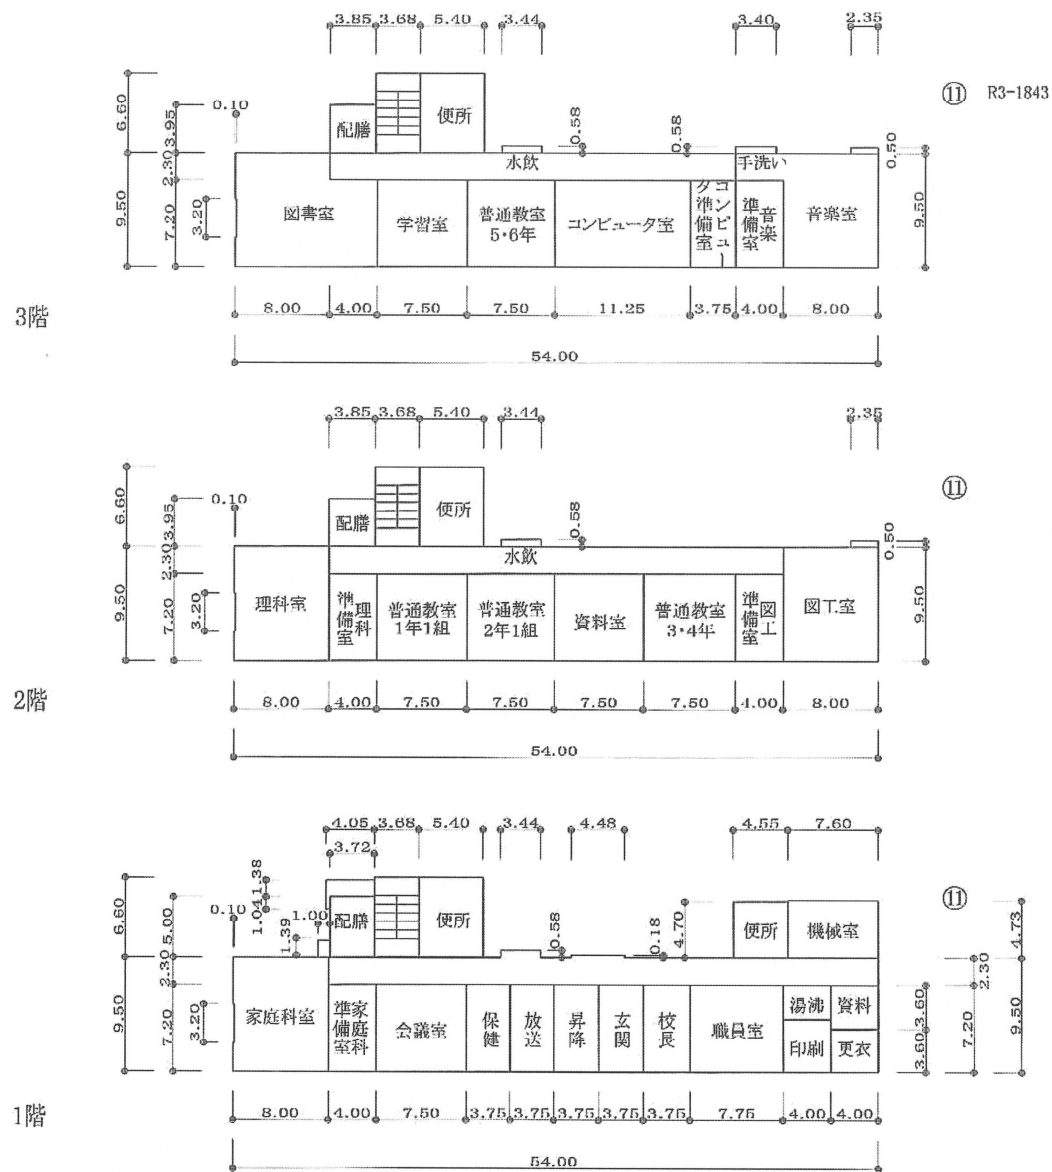 3.85 3.68 5.40 3.44 3.40 2.35
⑪ R3-1843
6.60 3.95 0.10 配膳 便所 0.58 0.58 0.50
水飲 手洗い
9.50 2.30 7.20 3.20 図書室 学習室 普通教室 5・6年 コンピュータ室 コンピュータ準備室 音楽準備室 音楽室 9.50
3階
8.00 4.00 7.50 7.50 11.25 3.75 4.00 8.00
54.00
3.85 3.68 5.40 3.44 2.35
⑪
6.60 3.95 0.10 配膳 便所 0.58 0.50
水飲
9.50 2.30 7.20 3.20 理科室 理科準備室 普通教室 1年1組 普通教室 2年1組 資料室 普通教室 3・4年 図工準備室 図工室 9.50
2階
8.00 4.00 7.50 7.50 7.50 7.50 4.00 8.00
54.00
4.05 3.68 5.40 3.44 4.48 4.55 7.60
3.72
⑪
6.60 5.00 0.10 1.04 1.38 1.39 1.00 配膳 便所 0.58 0.18 4.70 便所 機械室 4.73
9.50 2.30 7.20 3.20 家庭科室 家庭科準備室 会議室 保健 放送 昇降 玄関 校長 職員室 湯沸 資料 印刷 更衣 3.60 3.60 2.30 7.20 9.50
1階
8.00 4.00 7.50 3.75 3.75 3.75 3.75 3.75 7.75 4.00 4.00
54.00